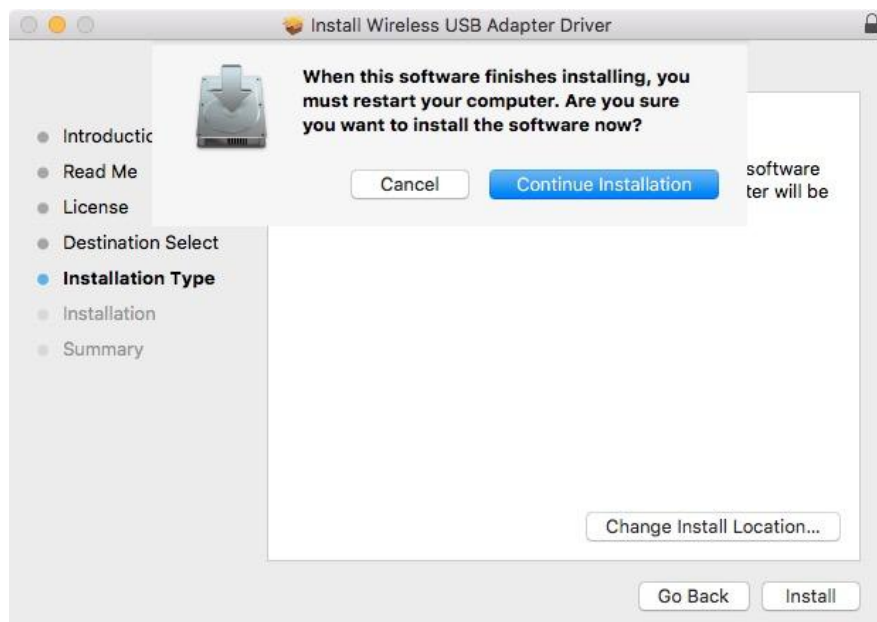 Install Wireless USB Adapter Driver
When this software finishes installing, you
must restart your computer. Are you sure
you want to install the software now?
Cancel
Continue Installation
Read Me
License
Destination Select
Installation Type
Installation
Summary
software
will be
Change Install Location...
Go Back
Install